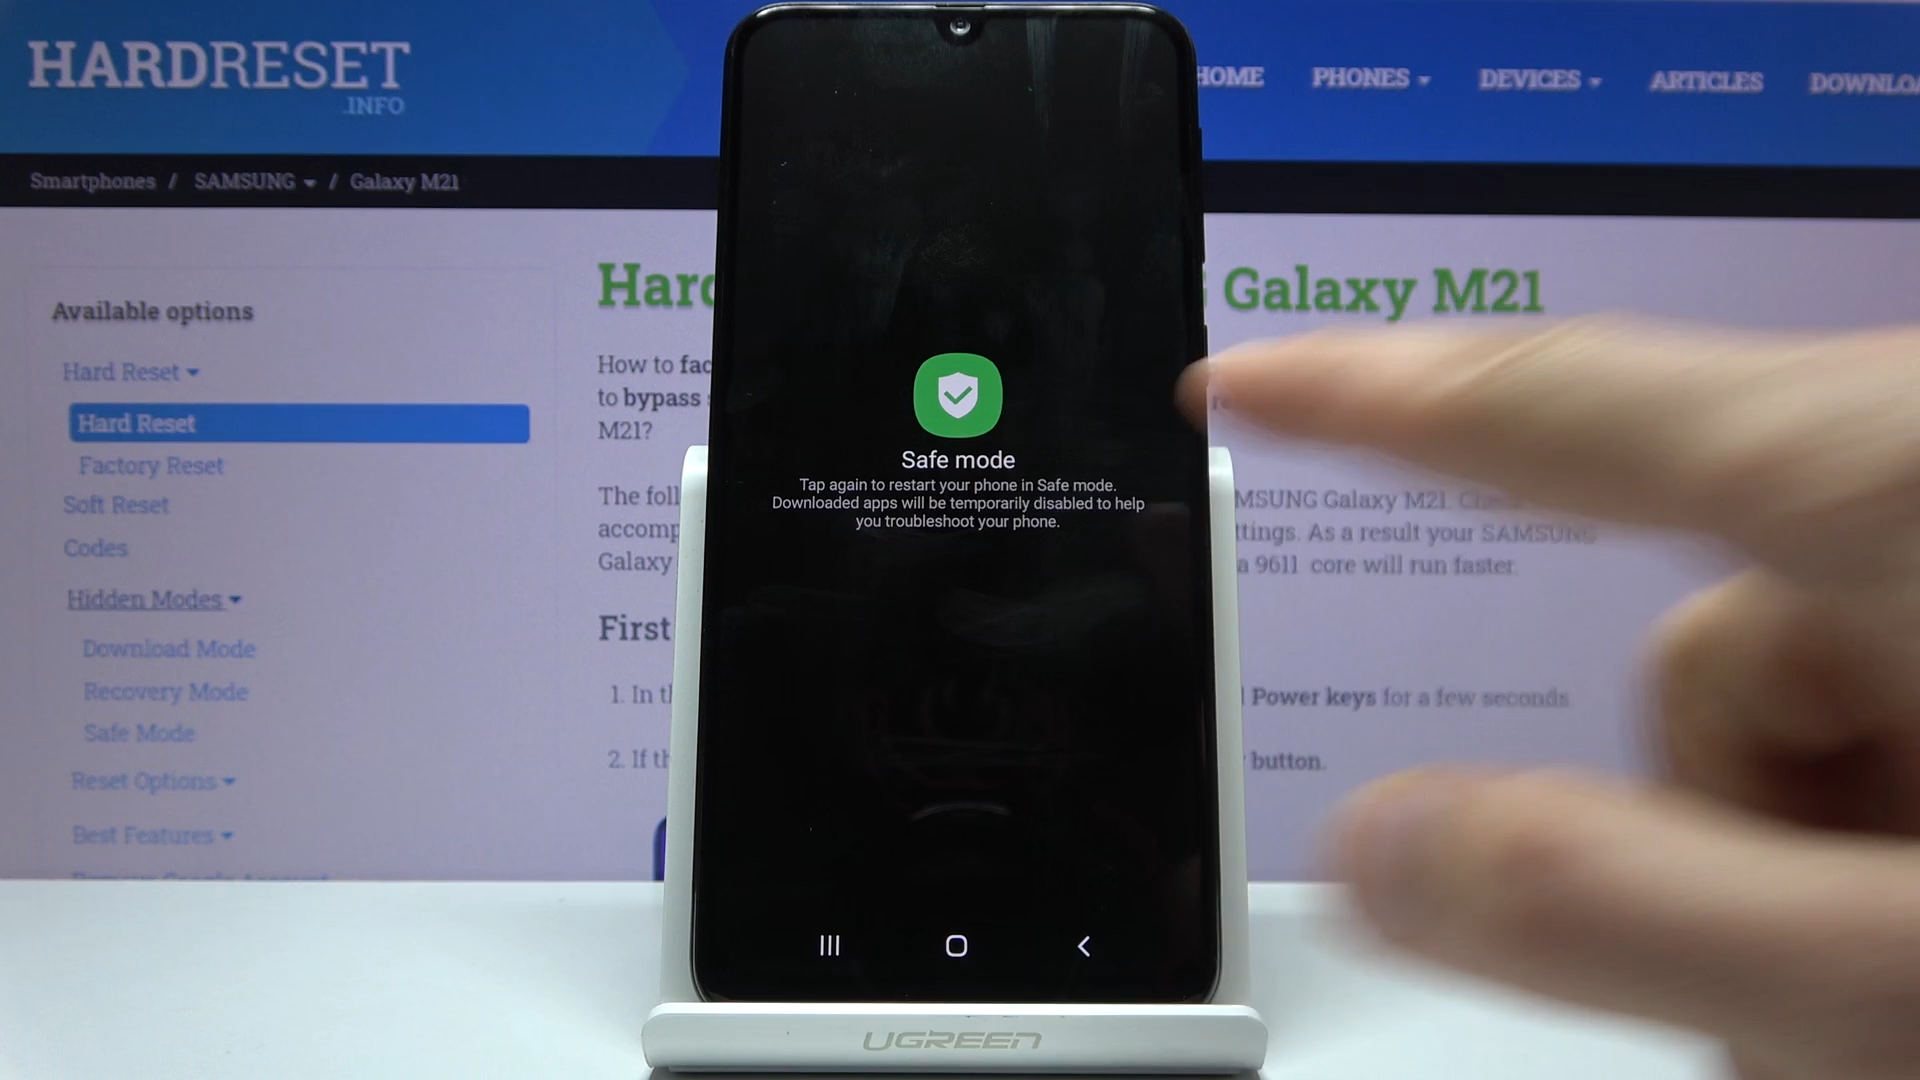 HARDRESET
.INFO
HOME PHONES DEVICES ARTICLES
Smartphones / SAMSUNG / Galaxy M21
Available options
Hard Reset
Hard Reset
Factory Reset
Soft Reset
Codes
Hidden Modes
Download Mode
Recovery Mode
Safe Mode
Reset Options
Best Features
Galaxy M21
How to
to bypass
M21?
The
MSUNG Galaxy M21.
ttings. As a result your SAMSUNG
Galaxy
a 9611 core will run faster.
First
1. In
Power keys for a few seconds
2. If
button.
Safe mode
Tap again to restart your phone in Safe mode.
Downloaded apps will be temporarily disabled to help
you troubleshoot your phone.
UGREEN